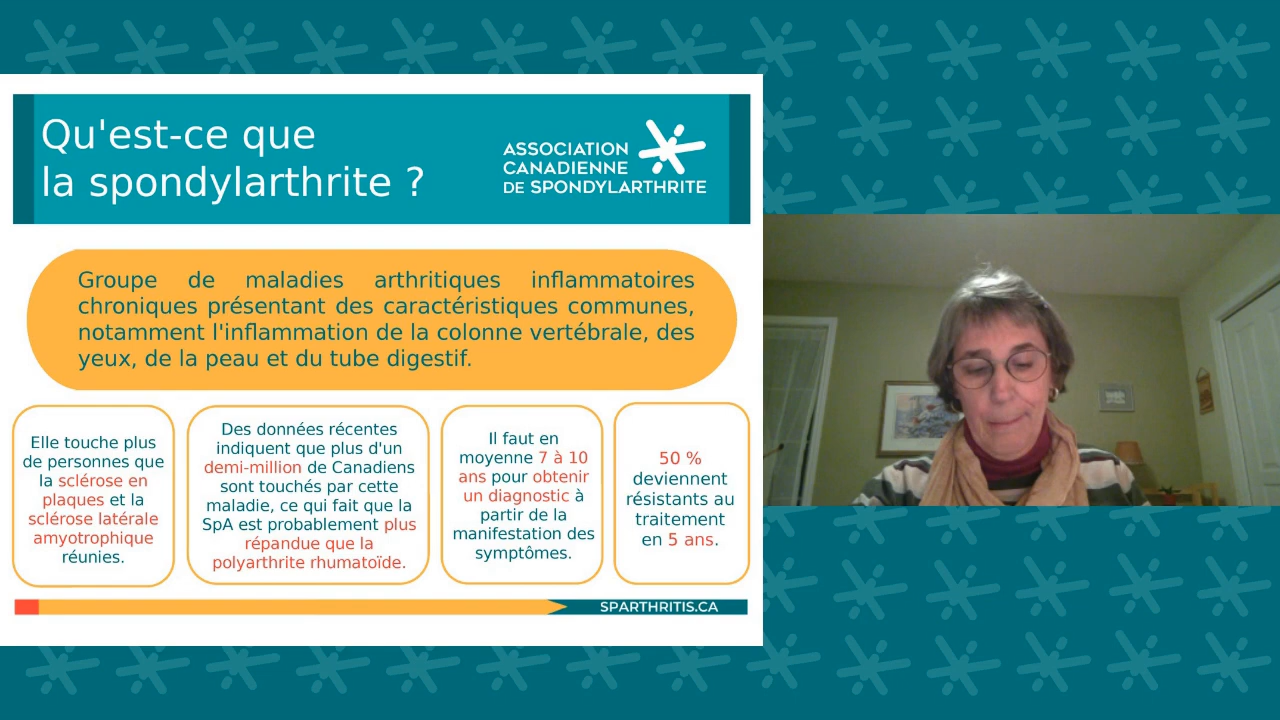 Qu'est-ce que
la spondylarthrite ?
ASSOCIATION
CANADIENNE
DE SPONDYLARTHRITE
Groupe de maladies arthritiques inflammatoires
chroniques présentant des caractéristiques communes,
notamment l'inflammation de la colonne vertébrale, des
yeux, de la peau et du tube digestif.
Elle touche plus
de personnes que
la sclérose en
plaques et la
sclérose latérale
amyotrophique
réunies.
Des données récentes
indiquent que plus d'un
demi-million de Canadiens
sont touchés par cette
maladie, ce qui fait que la
SpA est probablement plus
répandue que la
polyarthrite rhumatoïde.
Il faut en
moyenne 7 à 10
ans pour obtenir
un diagnostic à
partir de la
manifestation des
symptômes.
50 %
deviennent
résistants au
traitement
en 5 ans.
SPARTHRITIS.CA